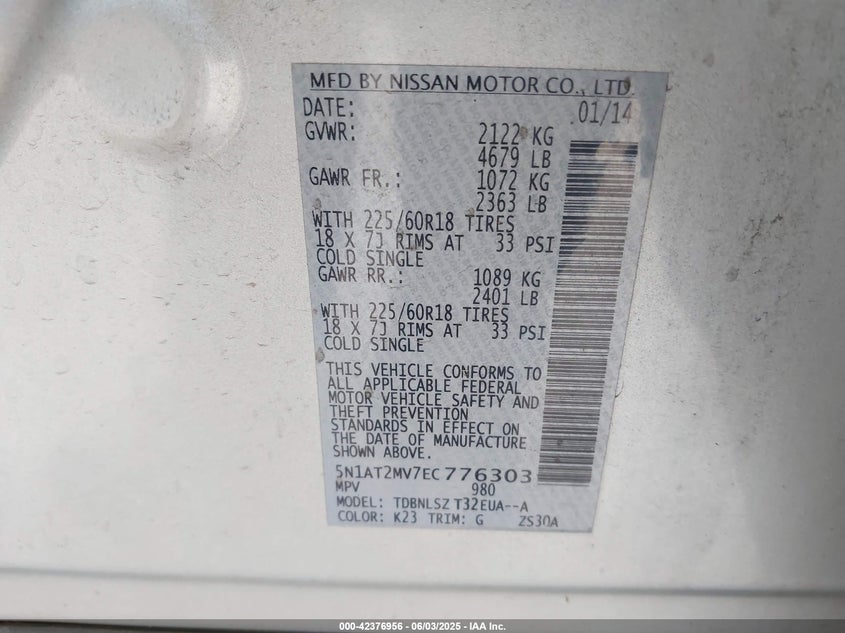 MFD BY NISSAN MOTOR CO., LTD.
DATE: 01/14
GVWR: 2122 KG
4679 LB
GAWR FR.: 1072 KG
2363 LB
WITH 225/60R18 TIRES
18 X 7J RIMS AT 33 PSI
COLD SINGLE
GAWR RR.: 1089 KG
2401 LB
WITH 225/60R18 TIRES
18 X 7J RIMS AT 33 PSI
COLD SINGLE
THIS VEHICLE CONFORMS TO
ALL APPLICABLE FEDERAL
MOTOR VEHICLE SAFETY AND
THEFT PREVENTION
STANDARDS IN EFFECT ON
THE DATE OF MANUFACTURE
SHOWN ABOVE.
5N1AT2MV7EC776303
MPV 980
MODEL: TDBNLSZ T32EUA--A
COLOR: K23 TRIM: G ZS30A
000-42376956 - 06/03/2025 - IAA Inc.